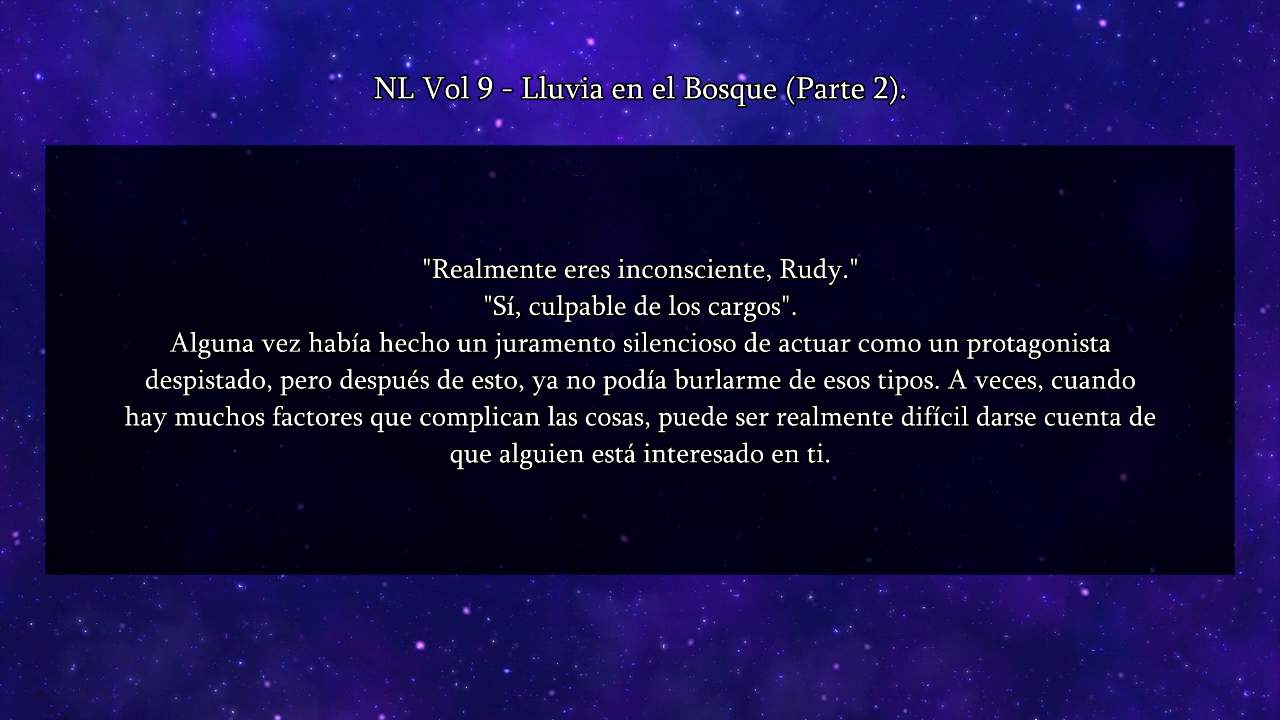 NL Vol 9 - Lluvia en el Bosque (Parte 2).
"Realmente eres inconsciente, Rudy."
"Sí, culpable de los cargos".
Alguna vez había hecho un juramento silencioso de actuar como un protagonista
despistado, pero después de esto, ya no podía burlarme de esos tipos. A veces, cuando
hay muchos factores que complican las cosas, puede ser realmente difícil darse cuenta de
que alguien está interesado en ti.